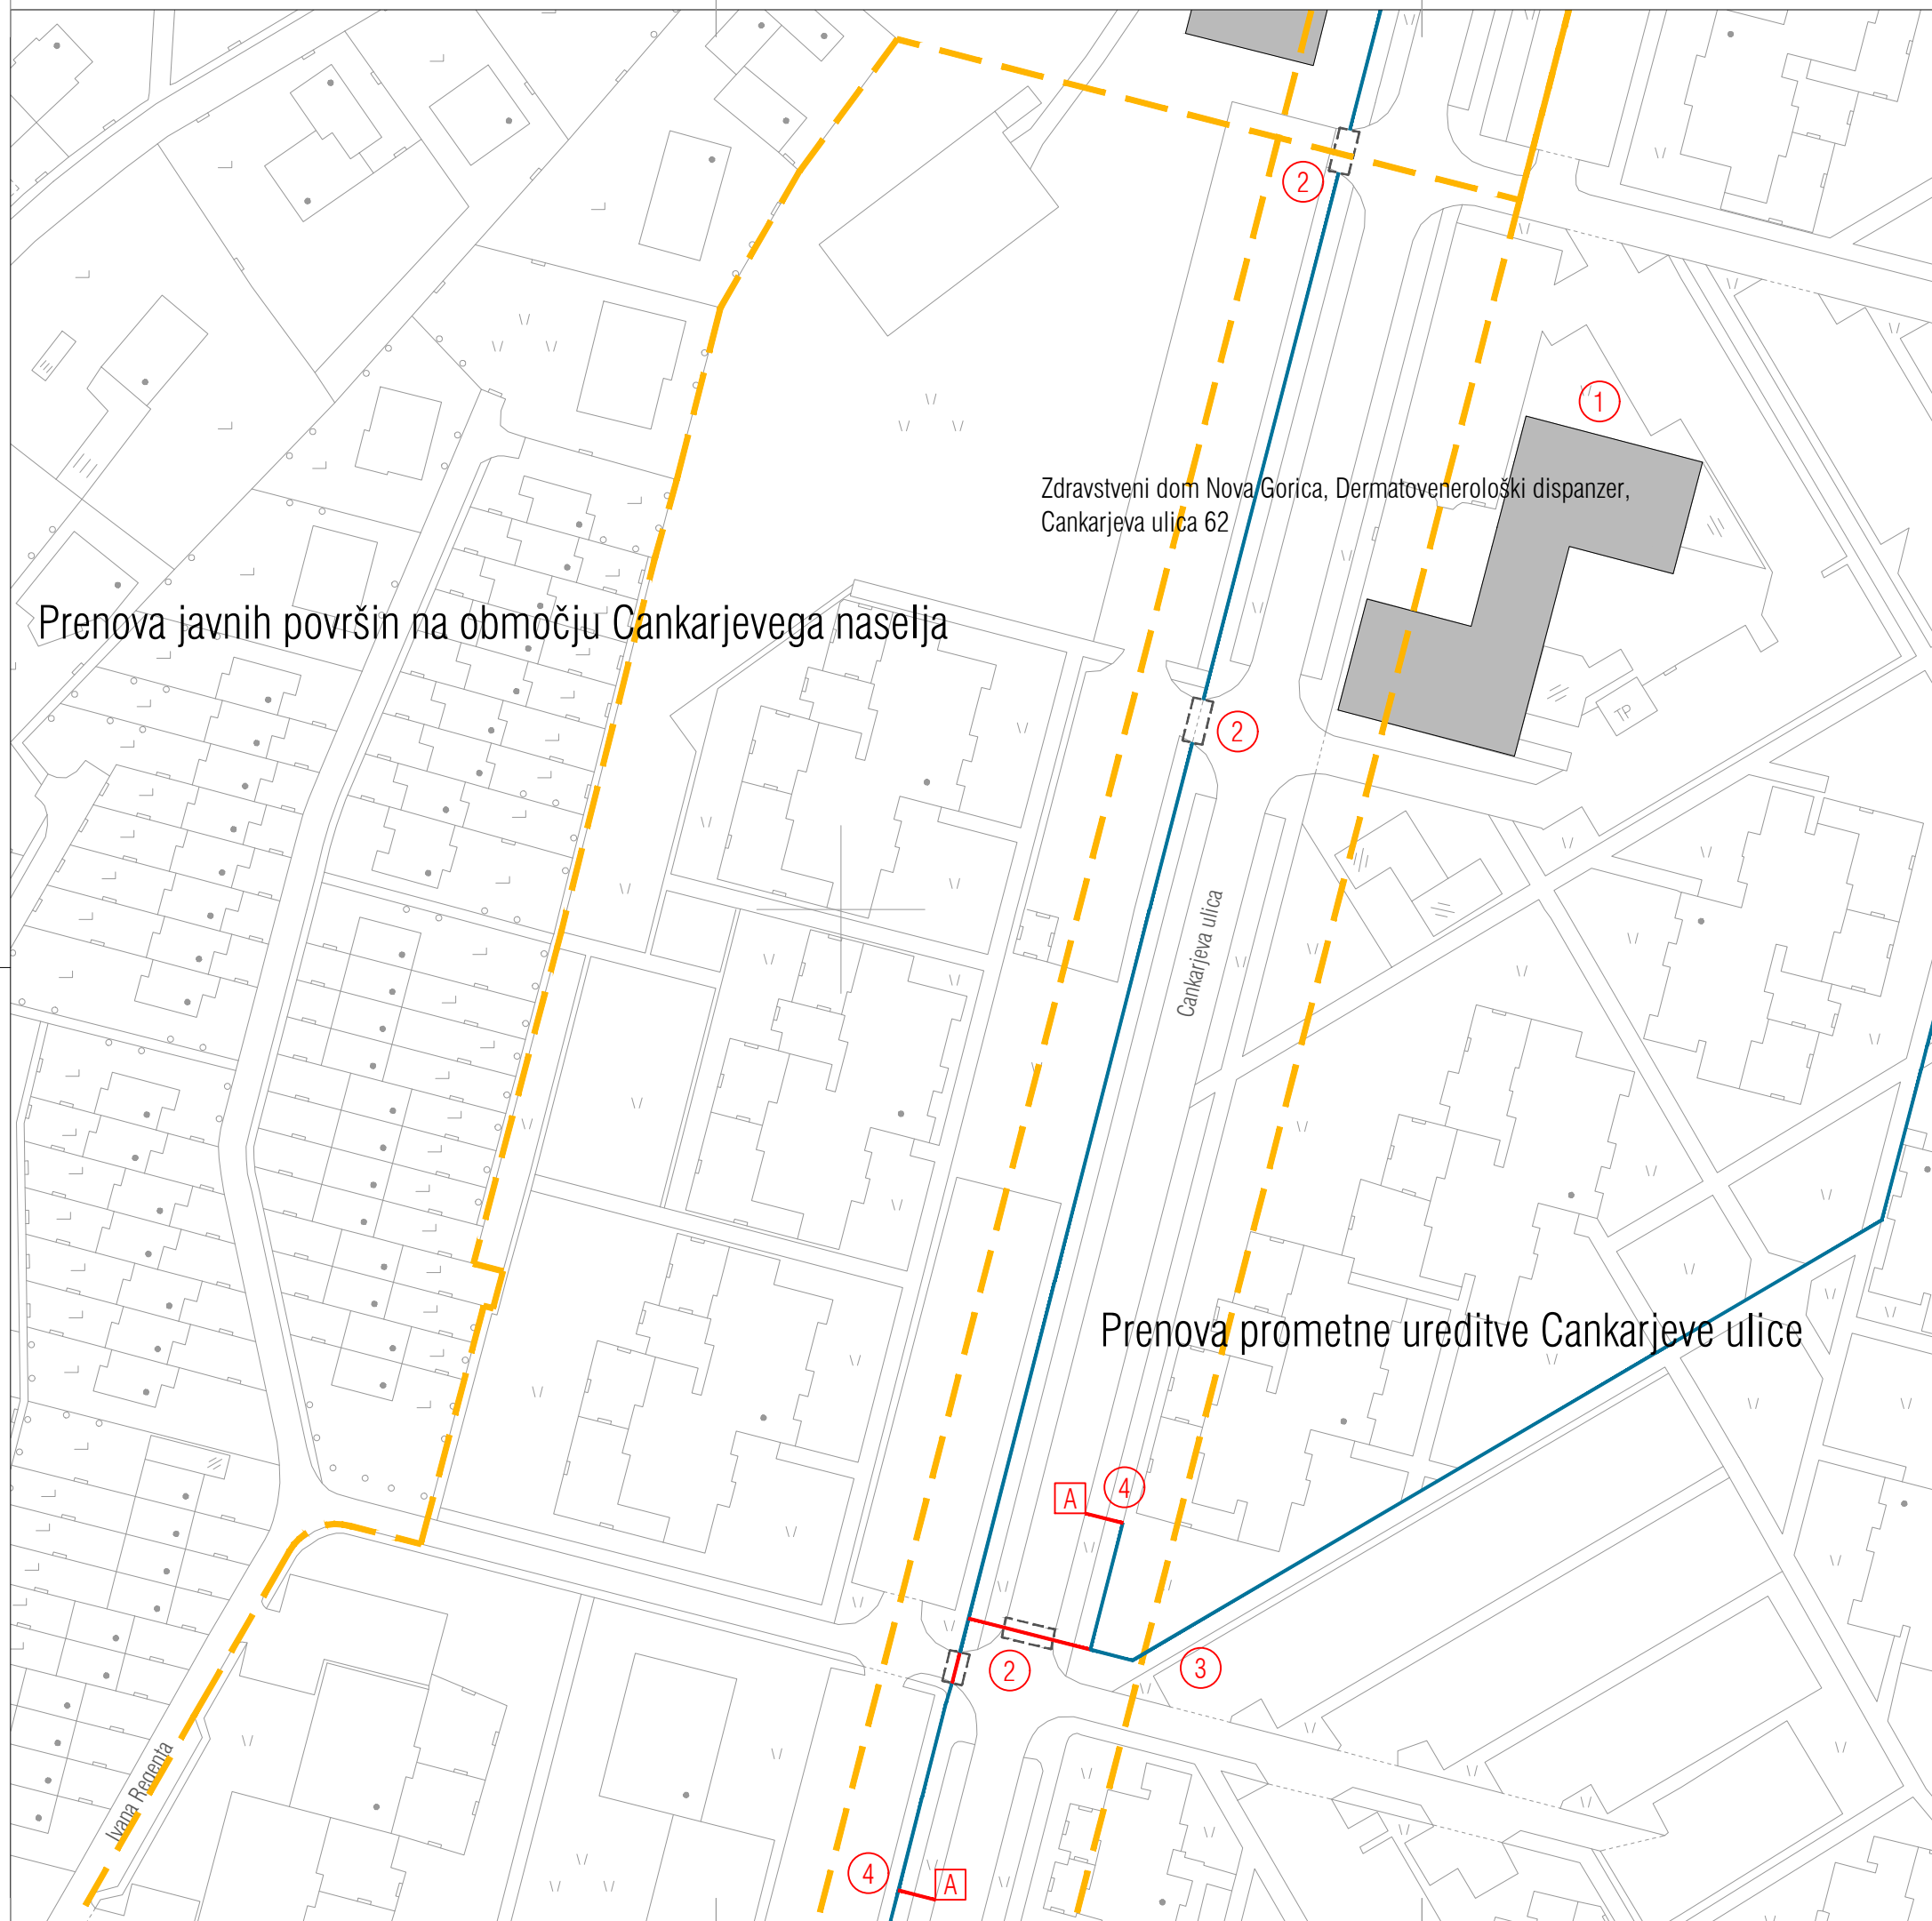 2
1
Zdravstveni dom Nova Gorica, Dermatovenerološki dispanzer,
Cankarjeva ulica 62
Prenova javnih površin na območju Cankarjevega naselja
TP
2
Cankarjeva ulica
Prenova prometne ureditve Cankarjeve ulice
A
4
2
3
Ivana Regenta
4
A